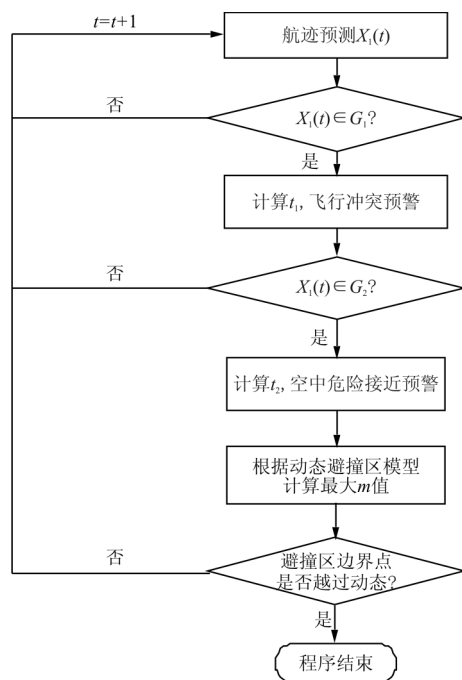 t=t+1
航迹预测X₁(t)
否
X₁(t)∈G₁?
是
计算t₁,飞行冲突预警
否
X₁(t)∈G₂?
是
计算t₂,空中危险接近预警
根据动态避撞区模型
计算最大m值
否
避撞区边界点
是否越过动态?
是
程序结束